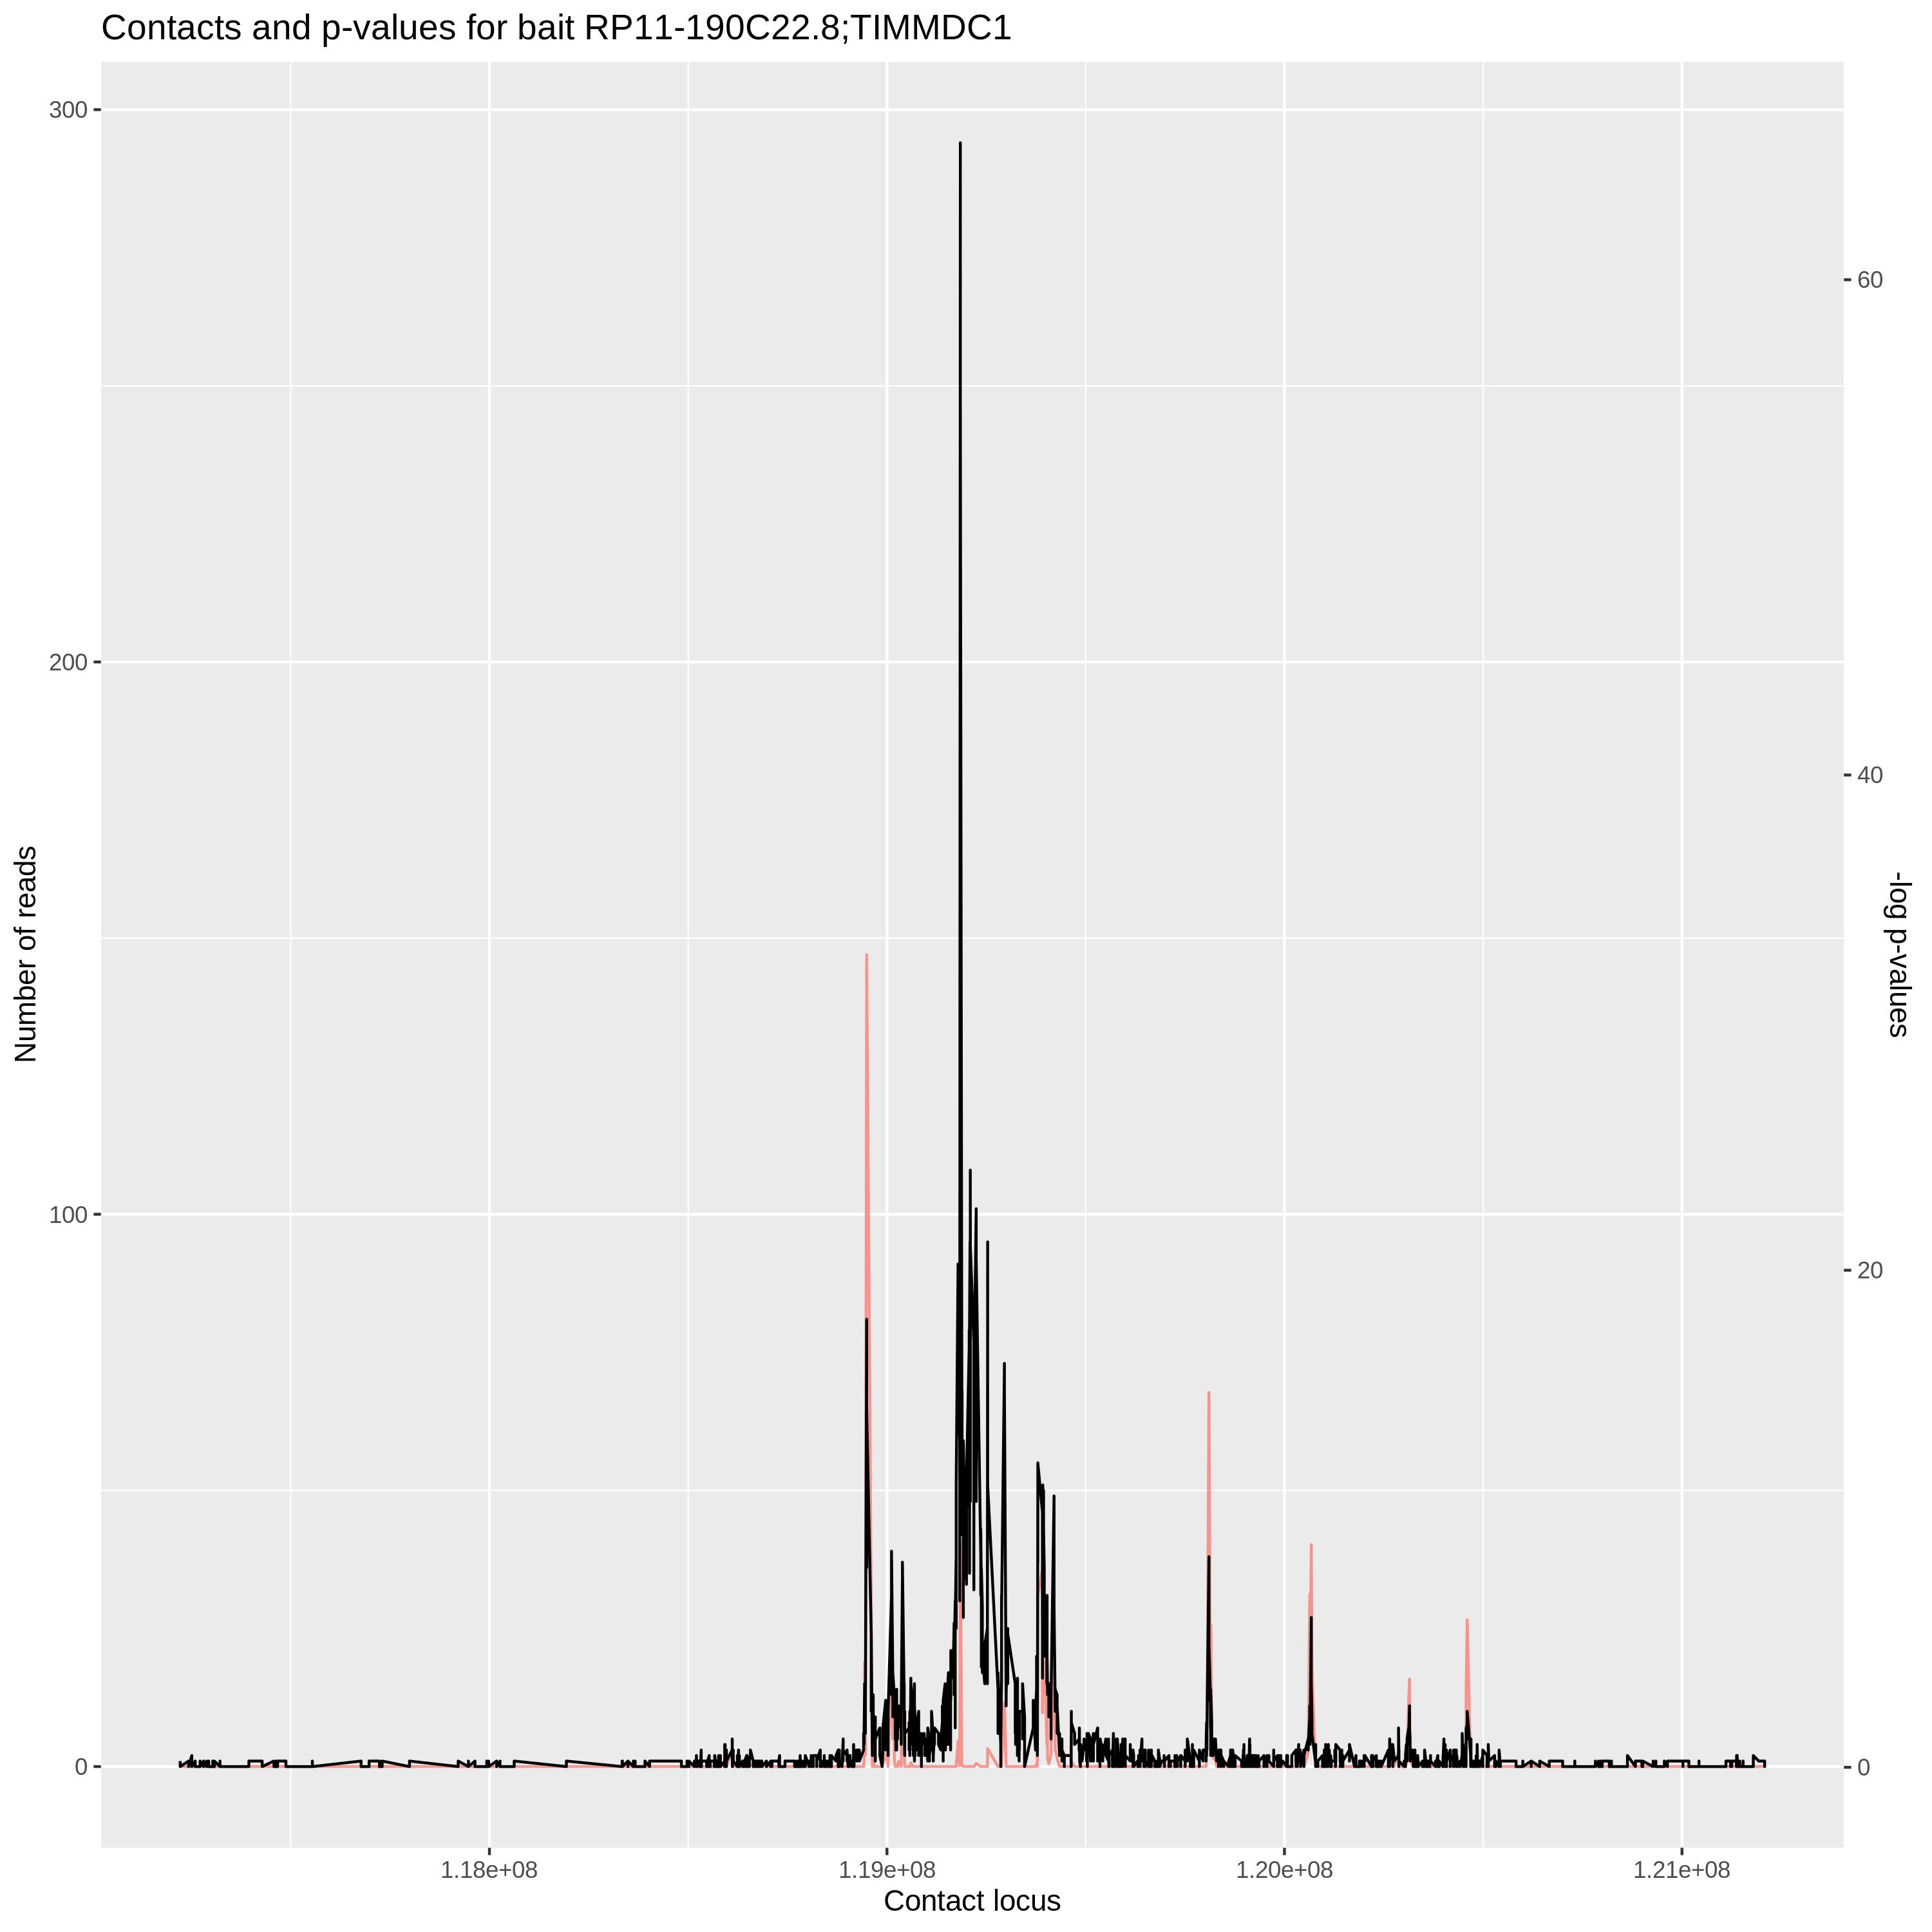 Contacts and p-values for bait RP11-190C22.8;TIMMDC1
300
200
100
0
Number of reads
60
40
20
0
-log p-values
1.18e+08
1.19e+08
1.20e+08
1.21e+08
Contact locus